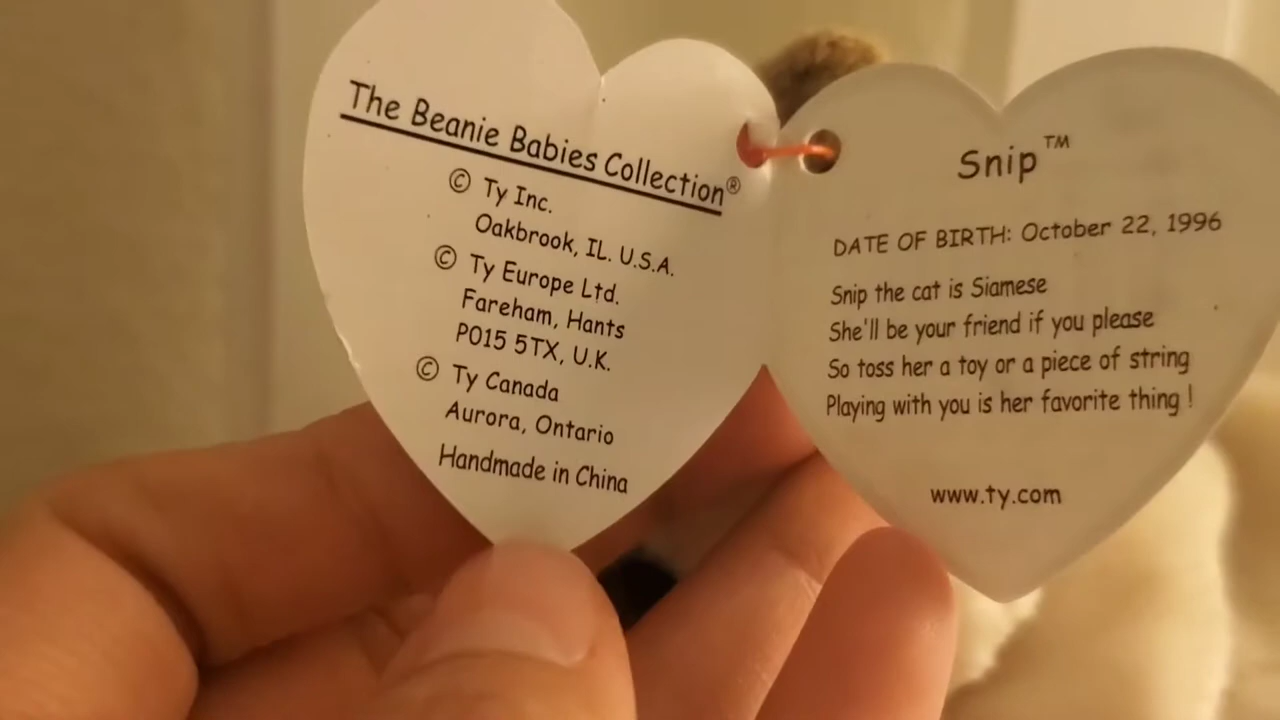 The Beanie Babies Collection®
© Ty Inc.
Oakbrook, IL. U.S.A.
© Ty Europe Ltd.
Fareham, Hants
P015 5TX, U.K.
© Ty Canada
Aurora, Ontario
Handmade in China
Snip™
DATE OF BIRTH: October 22, 1996
Snip the cat is Siamese
She'll be your friend if you please
So toss her a toy or a piece of string
Playing with you is her favorite thing !
www.ty.com